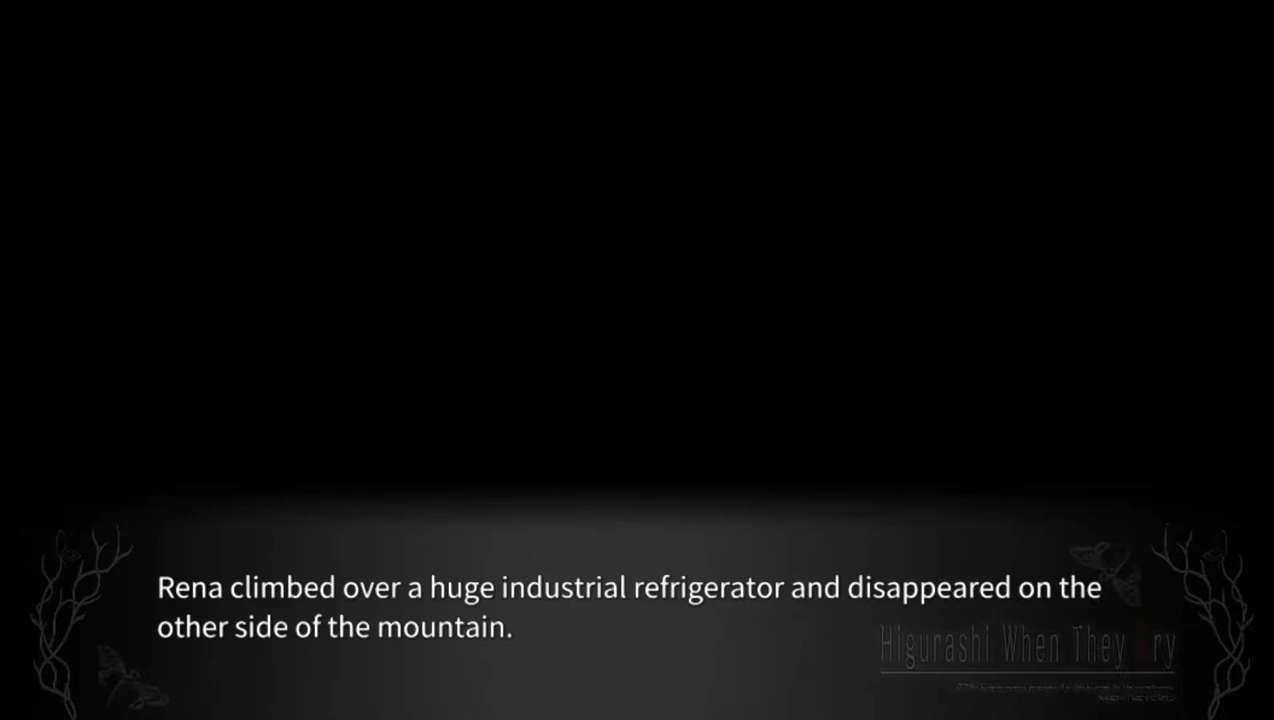 Rena climbed over a huge industrial refrigerator and disappeared on the
other side of the mountain.
Higurashi When They Cry